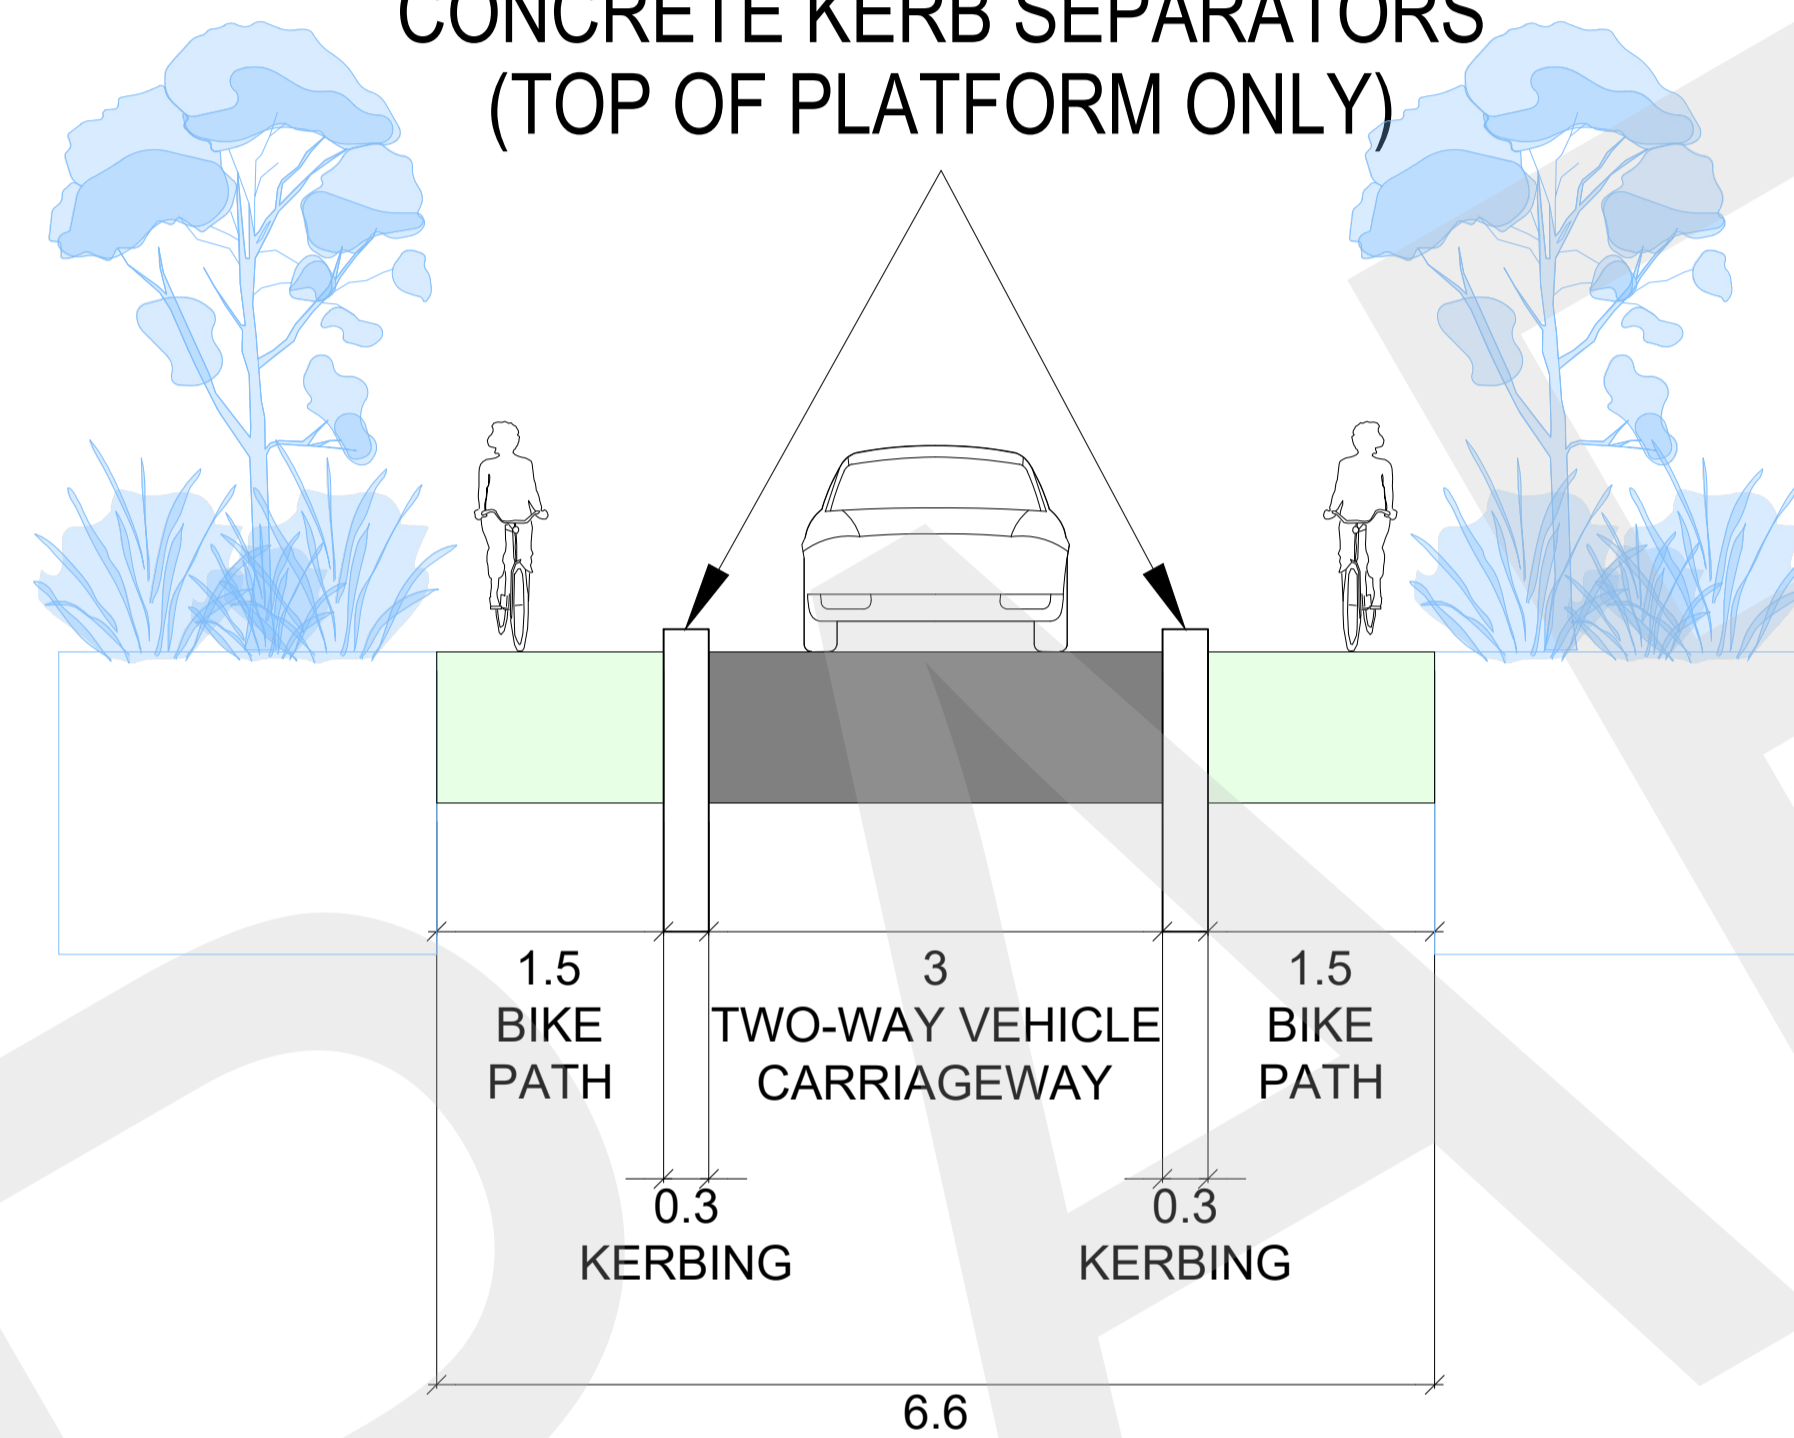 CONCRETE KERB SEPARATORS
(TOP OF PLATFORM ONLY)
1.5
BIKE
PATH
3
TWO-WAY VEHICLE
CARRIAGEWAY
1.5
BIKE
PATH
0.3
KERBING
0.3
KERBING
6.6